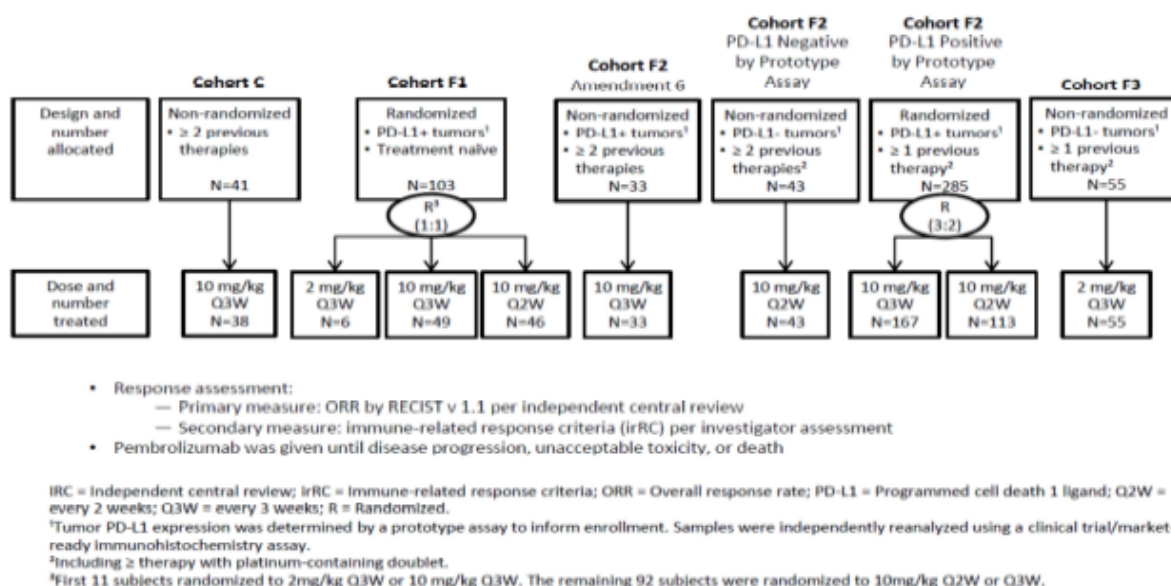 Cohort C
Cohort F1
Cohort F2
Amendment 6
Cohort F2
PD-L1 Negative
by Prototype
Assay
Cohort F2
PD-L1 Positive
by Prototype
Assay
Cohort F3
Design and
number
allocated
Non-randomized
• ≥ 2 previous
therapies
N=41
Randomized
• PD-L1+ tumors¹
• Treatment naïve
N=103
Non-randomized
• PD-L1+ tumors¹
• ≥ 2 previous
therapies
N=33
Non-randomized
• PD-L1- tumors¹
• ≥ 2 previous
therapies²
N=43
Randomized
• PD-L1+ tumors¹
• ≥ 1 previous
therapy²
N=285
Non-randomized
• PD-L1- tumors¹
• ≥ 1 previous
therapy²
N=55
R³
(1:1)
R
(3:2)
Dose and
number
treated
10 mg/kg
Q3W
N=38
2 mg/kg
Q3W
N=6
10 mg/kg
Q3W
N=49
10 mg/kg
Q2W
N=46
10 mg/kg
Q3W
N=33
10 mg/kg
Q2W
N=43
10 mg/kg
Q3W
N=167
10 mg/kg
Q2W
N=113
2 mg/kg
Q3W
N=55
• Response assessment:
— Primary measure: ORR by RECIST v 1.1 per independent central review
— Secondary measure: immune-related response criteria (irRC) per investigator assessment
• Pembrolizumab was given until disease progression, unacceptable toxicity, or death
IRC = Independent central review; irRC = Immune-related response criteria; ORR = Overall response rate; PD-L1 = Programmed cell death 1 ligand; Q2W =
every 2 weeks; Q3W = every 3 weeks; R = Randomized.
¹Tumor PD-L1 expression was determined by a prototype assay to inform enrollment. Samples were independently reanalyzed using a clinical trial/market-
ready immunohistochemistry assay.
²Including ≥ therapy with platinum-containing doublet.
³First 11 subjects randomized to 2mg/kg Q3W or 10 mg/kg Q3W. The remaining 92 subjects were randomized to 10mg/kg Q2W or Q3W.